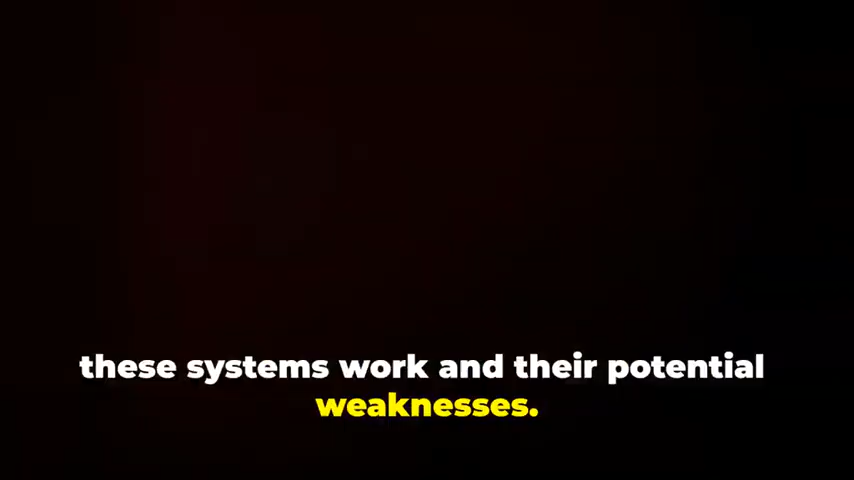 these systems work and their potential
weaknesses.